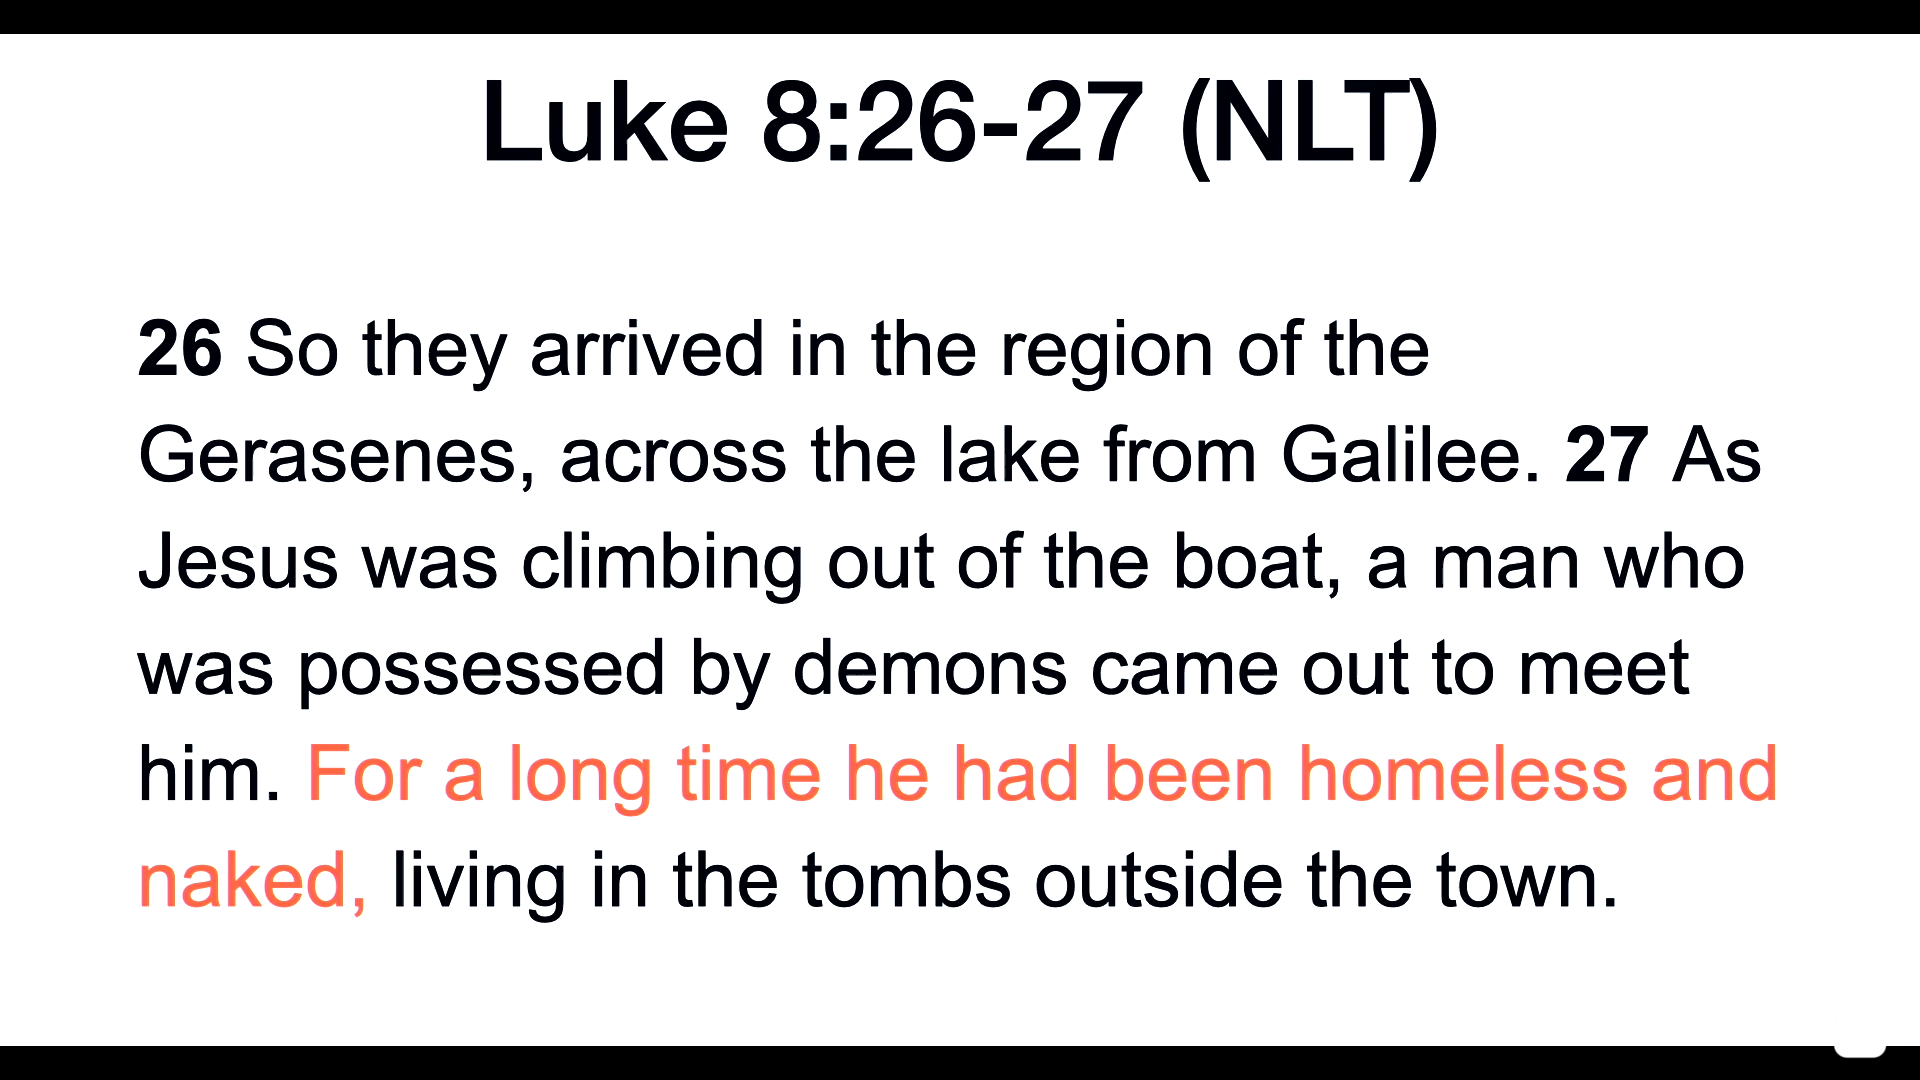 Luke 8:26-27 (NLT)
26 So they arrived in the region of the
Gerasenes, across the lake from Galilee. 27 As
Jesus was climbing out of the boat, a man who
was possessed by demons came out to meet
him. For a long time he had been homeless and
naked, living in the tombs outside the town.